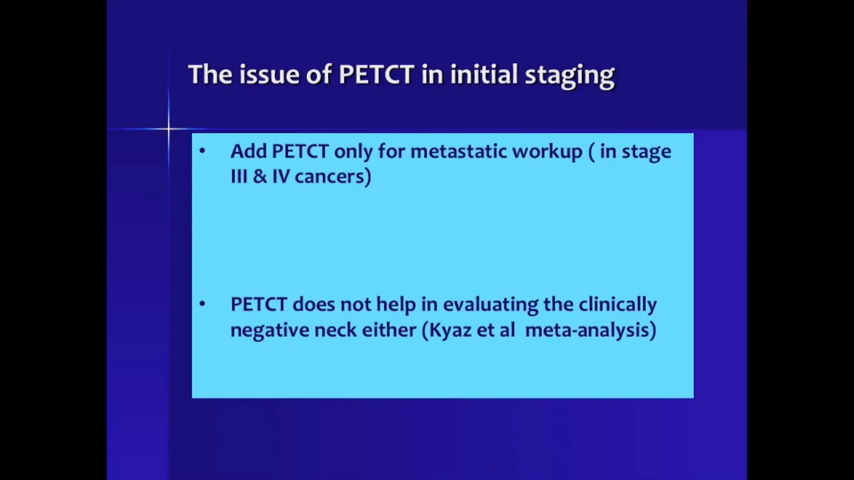 The issue of PETCT in initial staging
• Add PETCT only for metastatic workup ( in stage
III & IV cancers)
• PETCT does not help in evaluating the clinically
negative neck either (Kyaz et al  meta-analysis)